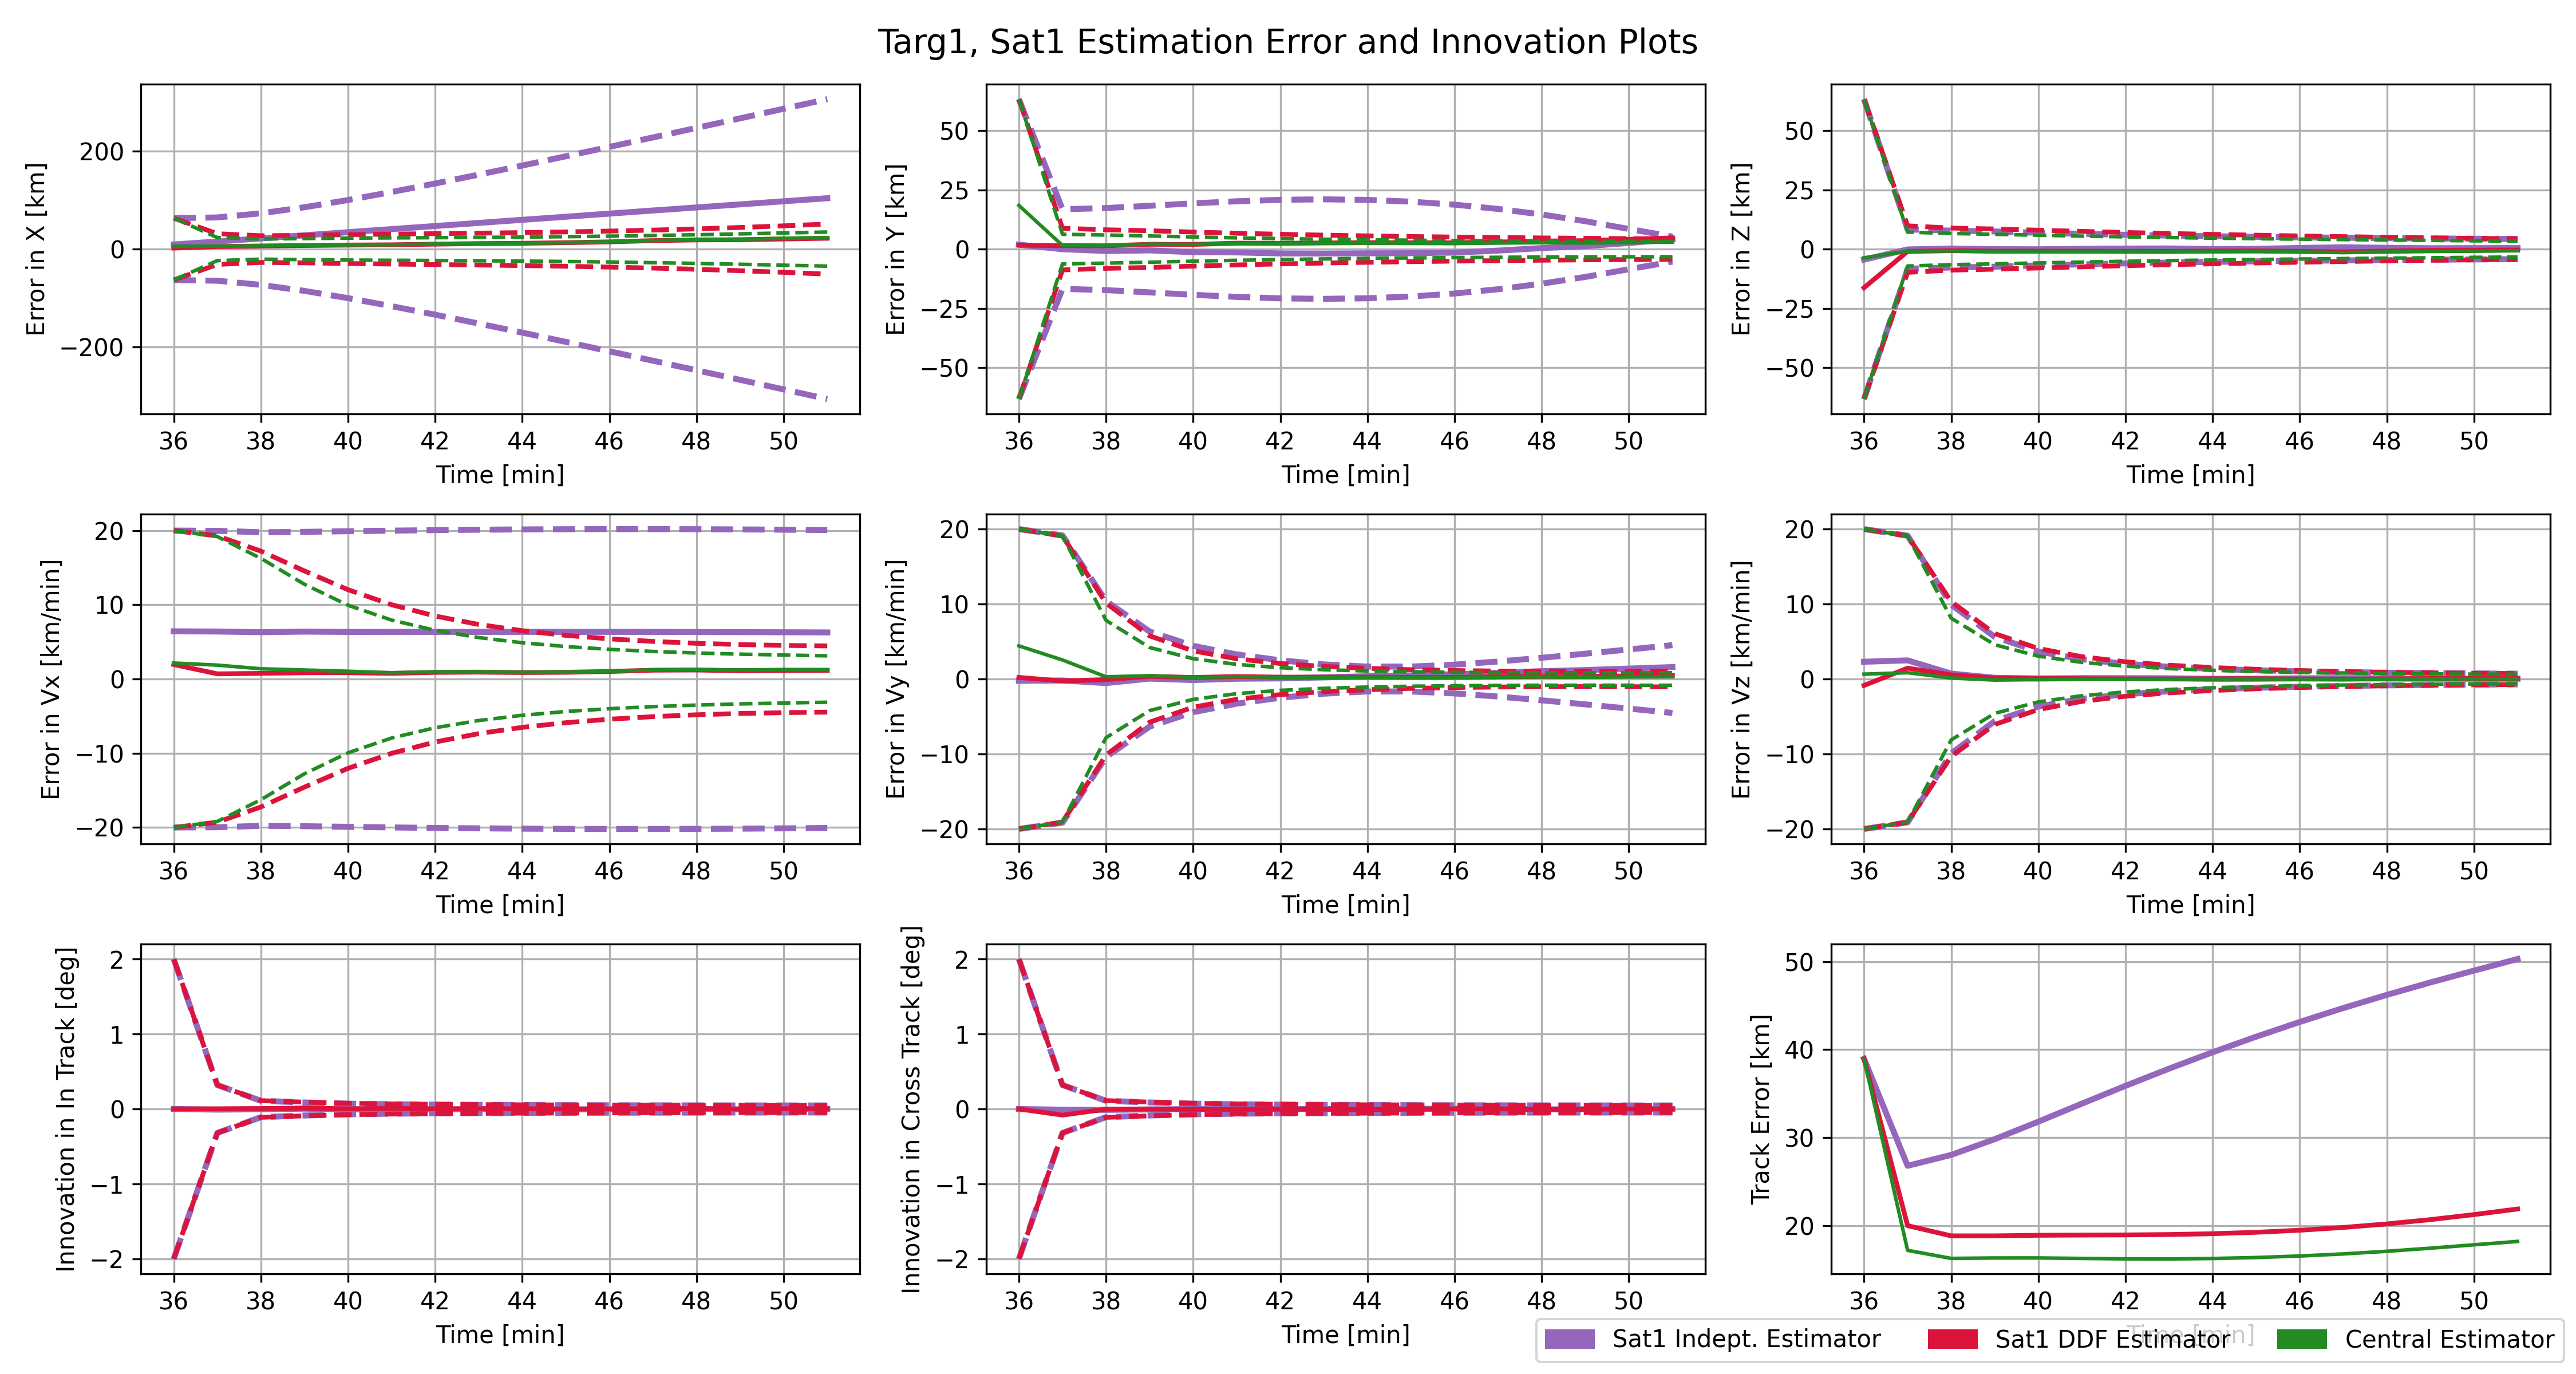 Targ1, Sat1 Estimation Error and Innovation Plots
Error in X [km]
200
0
−200
36 38 40 42 44 46 48 50
Time [min]
Error in Y [km]
50
25
0
−25
−50
36 38 40 42 44 46 48 50
Time [min]
Error in Z [km]
50
25
0
−25
−50
36 38 40 42 44 46 48 50
Time [min]
Error in Vx [km/min]
20
10
0
−10
−20
36 38 40 42 44 46 48 50
Time [min]
Error in Vy [km/min]
20
10
0
−10
−20
36 38 40 42 44 46 48 50
Time [min]
Error in Vz [km/min]
20
10
0
−10
−20
36 38 40 42 44 46 48 50
Time [min]
Innovation in In Track [deg]
2
1
0
−1
−2
36 38 40 42 44 46 48 50
Time [min]
Innovation in Cross Track [deg]
2
1
0
−1
−2
36 38 40 42 44 46 48 50
Time [min]
Track Error [km]
50
40
30
20
36 38 40 42 44 46 48 50
Time [min]
Sat1 Indept. Estimator Sat1 DDF Estimator Central Estimator